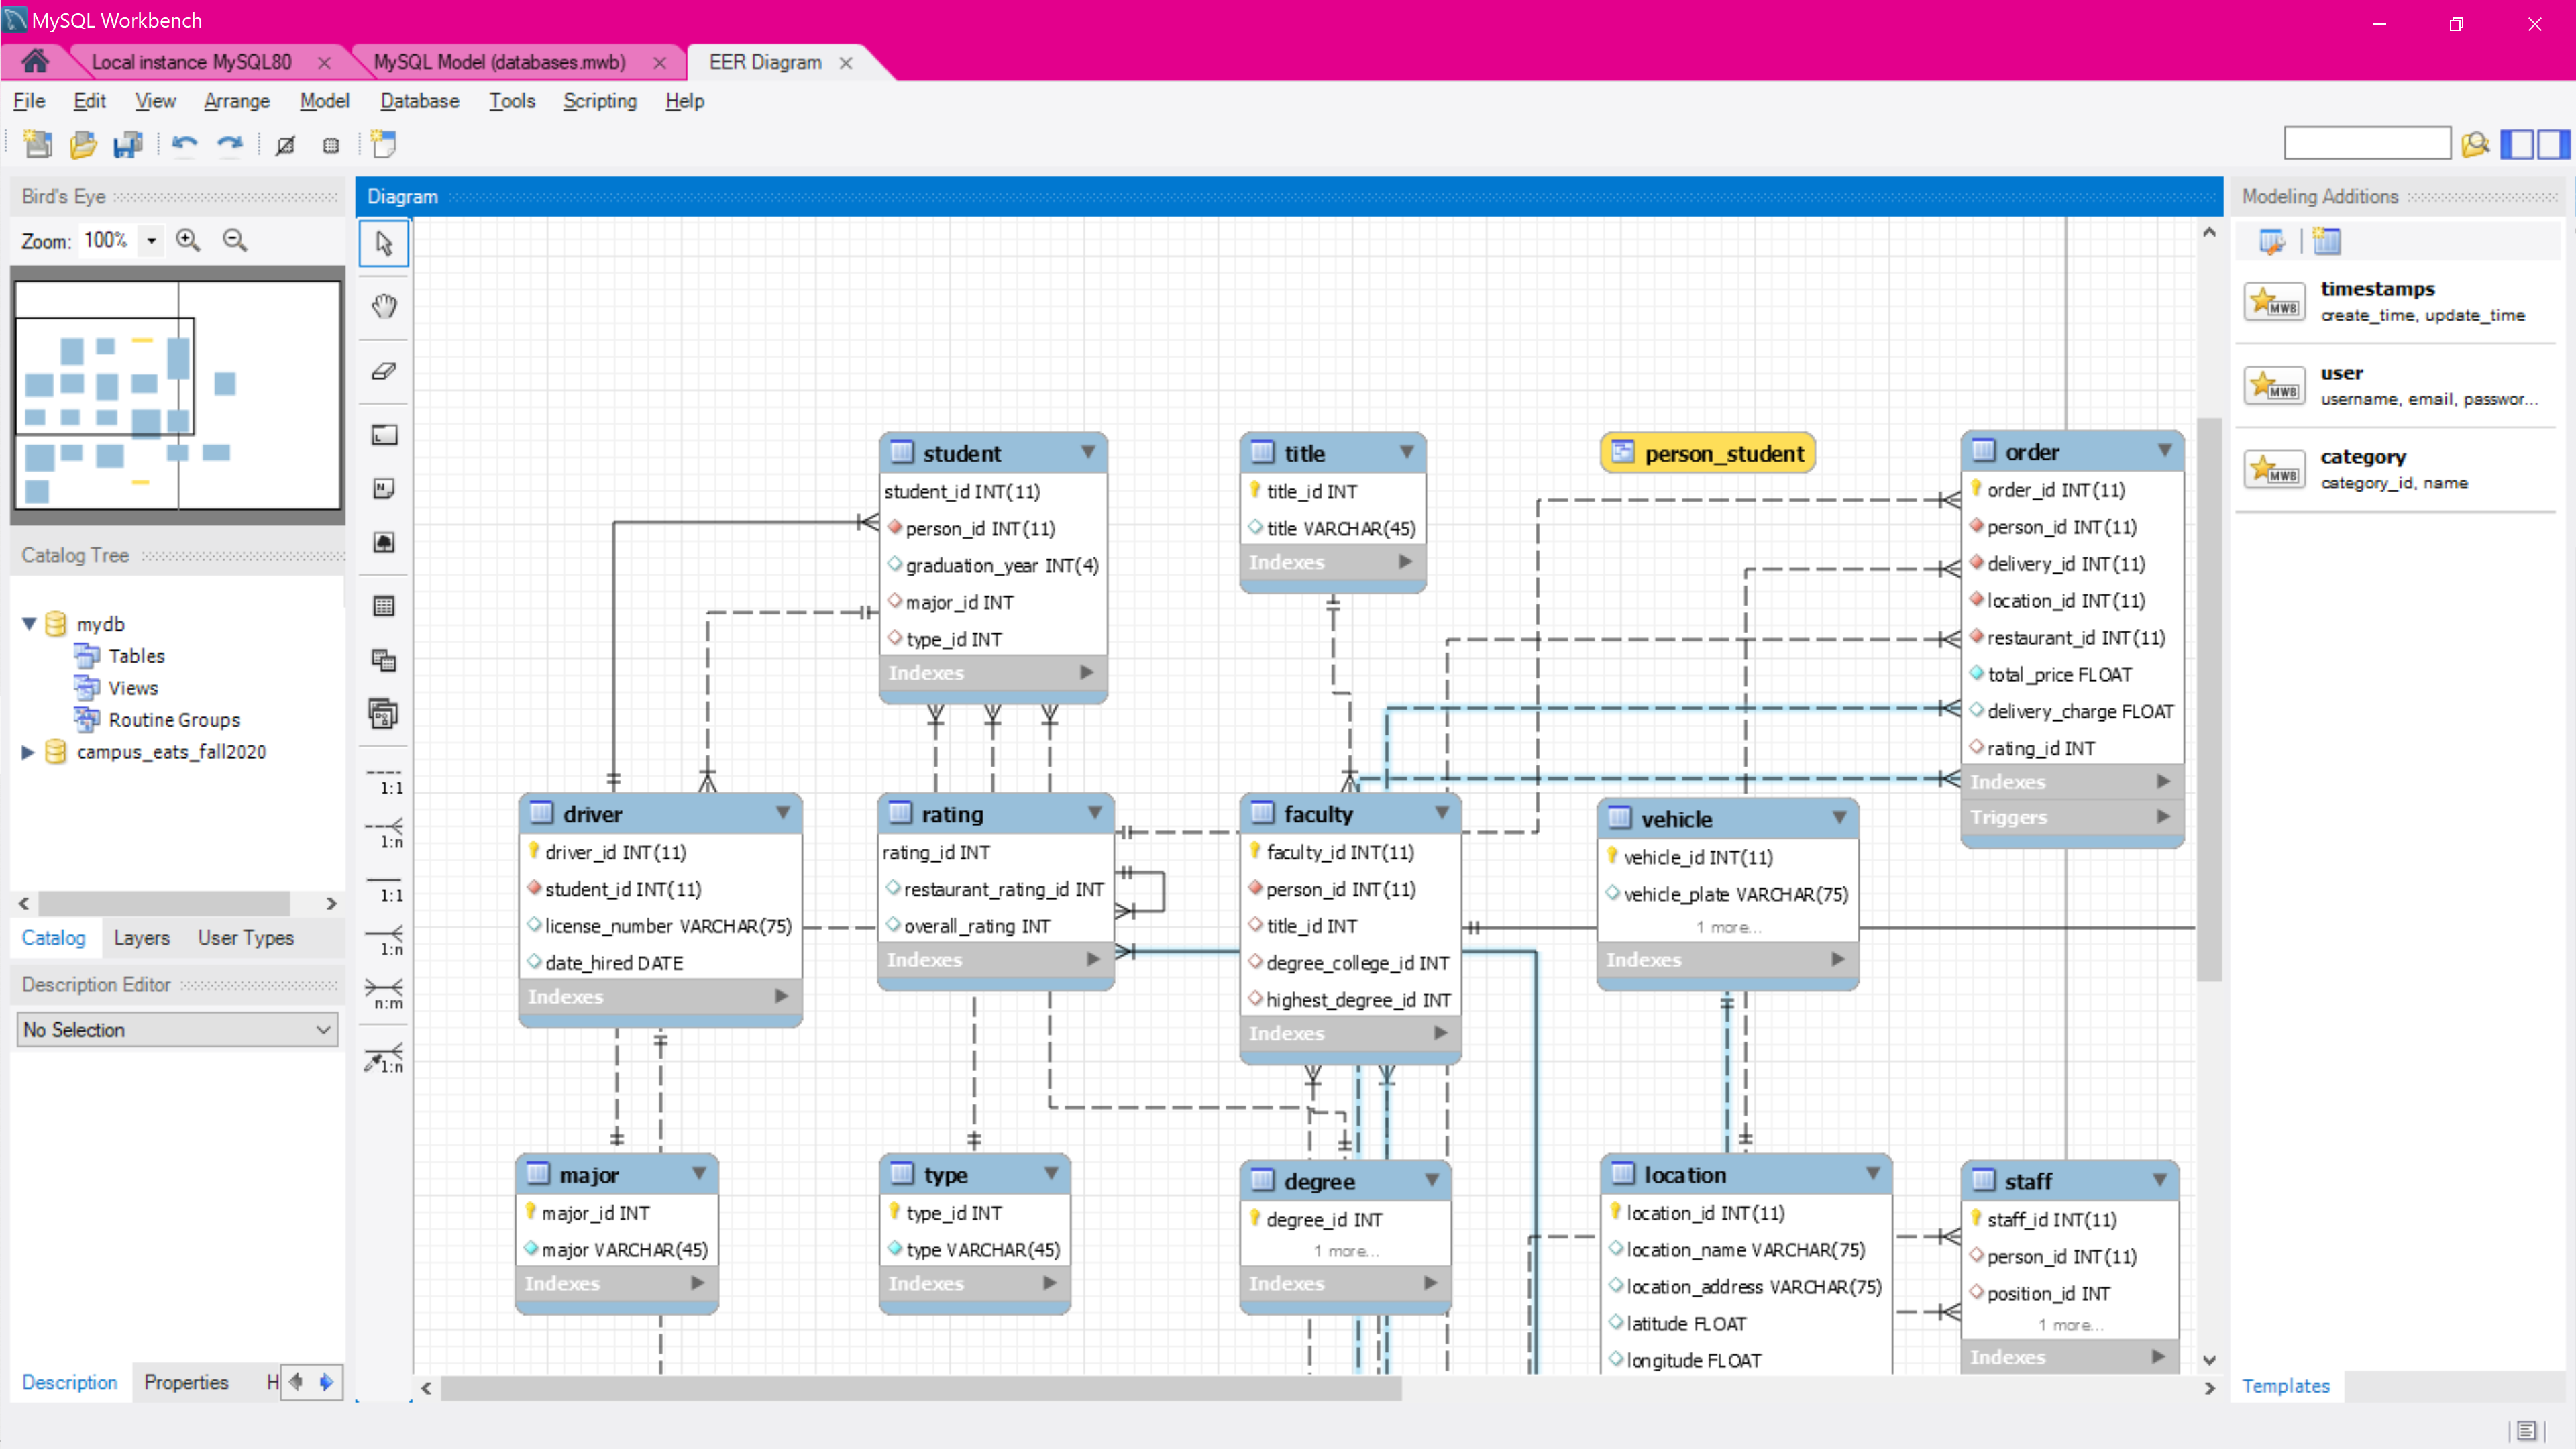 MySQL Workbench
Local instance MySQL80
MySQL Model (databases.mwb)
EER Diagram
File Edit View Arrange Model Database Tools Scripting Help
Bird's Eye
Zoom: 100%
Catalog Tree
mydb
Tables
Views
Routine Groups
campus_eats_fall2020
Catalog Layers User Types
Description Editor
No Selection
Description Properties H
Diagram
1:1
1:n
1:1
1:n
n:m
1:n
student
student_id INT(11)
person_id INT(11)
graduation_year INT(4)
major_id INT
type_id INT
Indexes
title
title_id INT
title VARCHAR(45)
Indexes
person_student
order
order_id INT(11)
person_id INT(11)
delivery_id INT(11)
location_id INT(11)
restaurant_id INT(11)
total_price FLOAT
delivery_charge FLOAT
rating_id INT
Indexes
Triggers
driver
driver_id INT(11)
student_id INT(11)
license_number VARCHAR(75)
date_hired DATE
Indexes
rating
rating_id INT
restaurant_rating_id INT
overall_rating INT
Indexes
faculty
faculty_id INT(11)
person_id INT(11)
title_id INT
degree_college_id INT
highest_degree_id INT
Indexes
vehicle
vehicle_id INT(11)
vehicle_plate VARCHAR(75)
1 more...
Indexes
major
major_id INT
major VARCHAR(45)
Indexes
type
type_id INT
type VARCHAR(45)
Indexes
degree
degree_id INT
1 more...
Indexes
location
location_id INT(11)
location_name VARCHAR(75)
location_address VARCHAR(75)
latitude FLOAT
longitude FLOAT
staff
staff_id INT(11)
person_id INT(11)
position_id INT
1 more...
Indexes
Modeling Additions
MWB
timestamps
create_time, update_time
MWB
user
username, email, passwor...
MWB
category
category_id, name
Templates